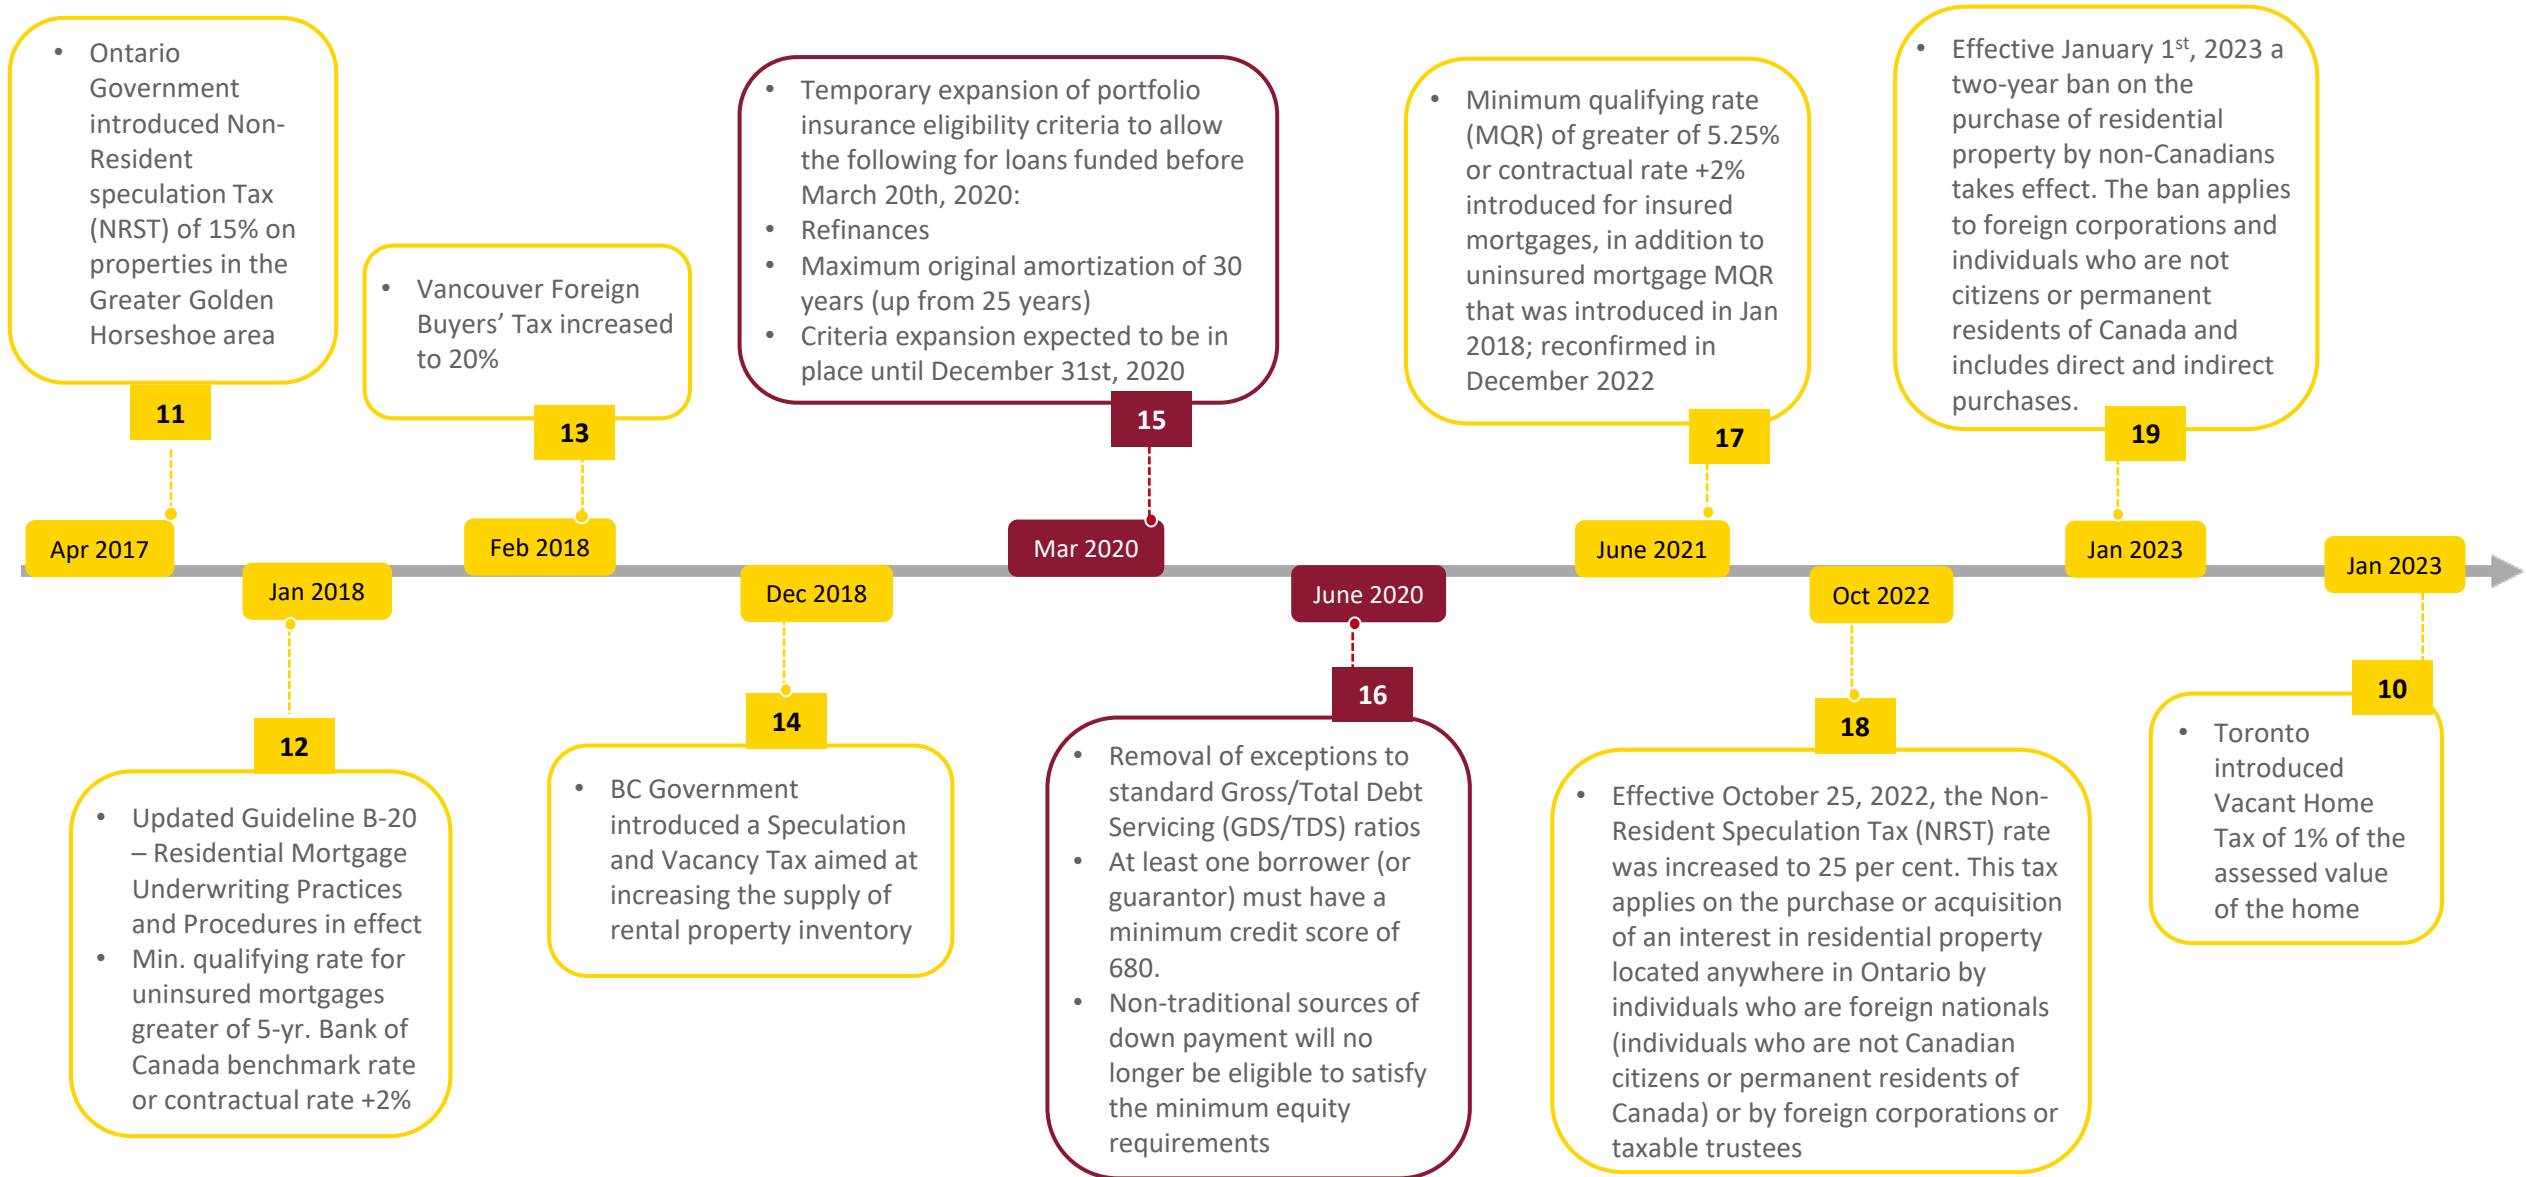 • Ontario
Government
introduced Non-
Resident
speculation Tax
(NRST) of 15% on
properties in the
Greater Golden
Horseshoe area
11
Apr 2017
Jan 2018
12
• Updated Guideline B-20
– Residential Mortgage
Underwriting Practices
and Procedures in effect
• Min. qualifying rate for
uninsured mortgages
greater of 5-yr. Bank of
Canada benchmark rate
or contractual rate +2%
• Vancouver Foreign
Buyers’ Tax increased
to 20%
13
Feb 2018
Dec 2018
14
• BC Government
introduced a Speculation
and Vacancy Tax aimed at
increasing the supply of
rental property inventory
• Temporary expansion of portfolio
insurance eligibility criteria to allow
the following for loans funded before
March 20th, 2020:
• Refinances
• Maximum original amortization of 30
years (up from 25 years)
• Criteria expansion expected to be in
place until December 31st, 2020
15
Mar 2020
June 2020
16
• Removal of exceptions to
standard Gross/Total Debt
Servicing (GDS/TDS) ratios
• At least one borrower (or
guarantor) must have a
minimum credit score of
680.
• Non-traditional sources of
down payment will no
longer be eligible to satisfy
the minimum equity
requirements
• Minimum qualifying rate
(MQR) of greater of 5.25%
or contractual rate +2%
introduced for insured
mortgages, in addition to
uninsured mortgage MQR
that was introduced in Jan
2018; reconfirmed in
December 2022
17
June 2021
Oct 2022
18
• Effective October 25, 2022, the Non-
Resident Speculation Tax (NRST) rate
was increased to 25 per cent. This tax
applies on the purchase or acquisition
of an interest in residential property
located anywhere in Ontario by
individuals who are foreign nationals
(individuals who are not Canadian
citizens or permanent residents of
Canada) or by foreign corporations or
taxable trustees
• Effective January 1st, 2023 a
two-year ban on the
purchase of residential
property by non-Canadians
takes effect. The ban applies
to foreign corporations and
individuals who are not
citizens or permanent
residents of Canada and
includes direct and indirect
purchases.
19
Jan 2023
Jan 2023
10
• Toronto
introduced
Vacant Home
Tax of 1% of the
assessed value
of the home